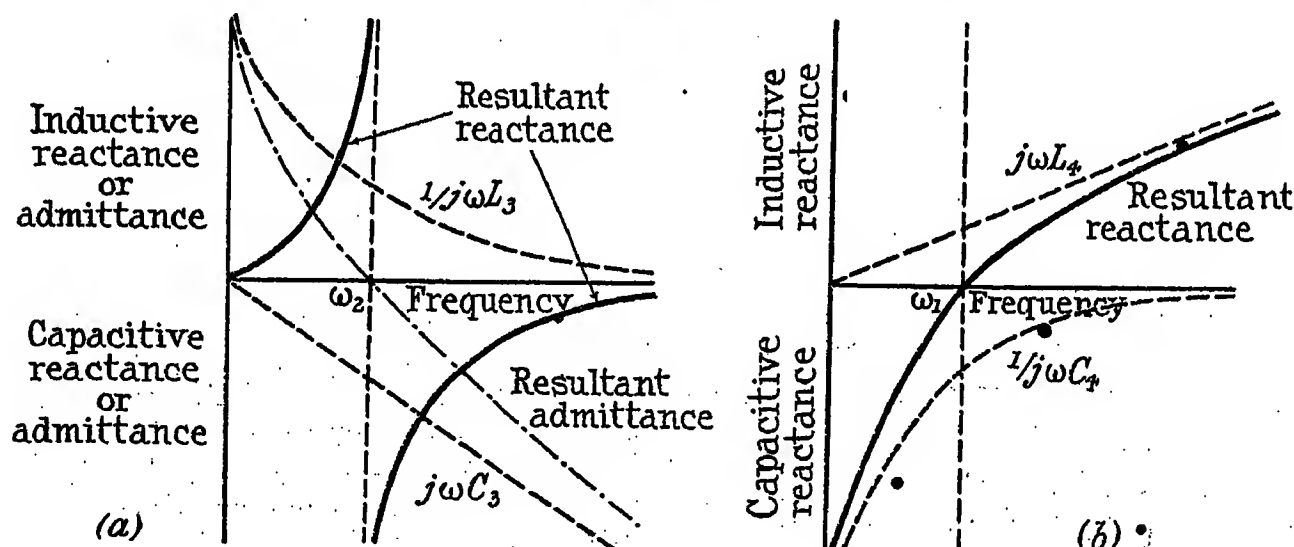 Inductive
reactance
or
admittance
Capacitive
reactance
or
admittance
(a)
Resultant
reactance
1/jωL₃
ω₂
Frequency
Resultant
admittance
jωC₃
Inductive
reactance
Capacitive
reactance
jωL₄
Resultant
reactance
ω₁
Frequency
1/jωC₄
(b)